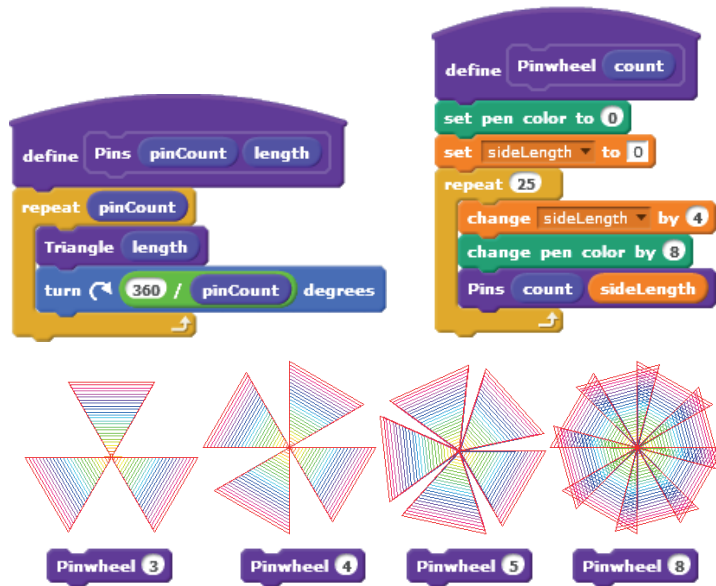 define Pins pinCount length
repeat pinCount
Triangle length
turn 360 / pinCount degrees
define Pinwheel count
set pen color to 0
set sideLength to 0
repeat 25
change sideLength by 4
change pen color by 8
Pins count sideLength
Pinwheel 3
Pinwheel 4
Pinwheel 5
Pinwheel 8